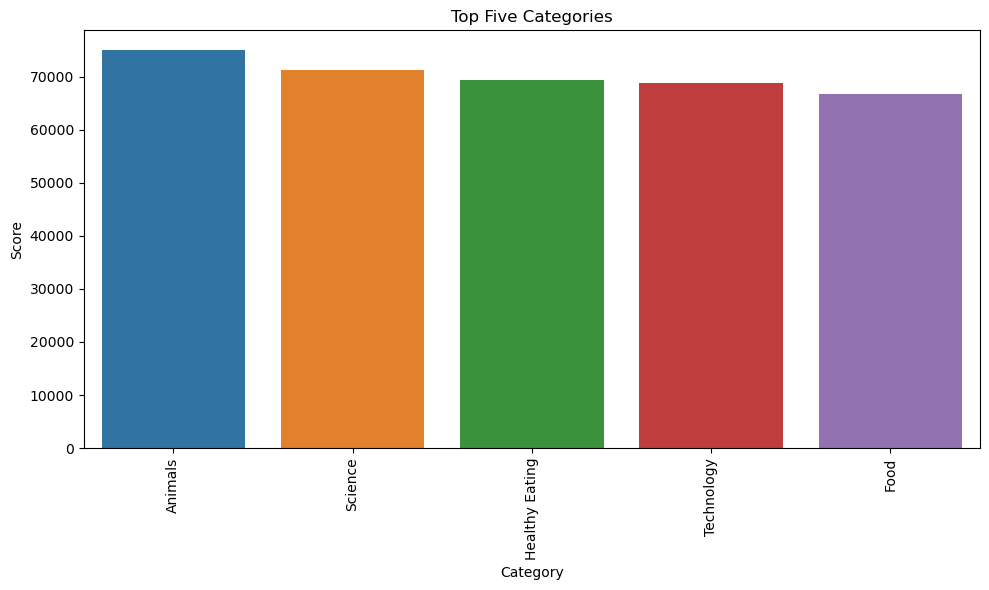 Top Five Categories
Score
70000
60000
50000
40000
30000
20000
10000
0
Animals
Science
Healthy Eating
Technology
Food
Category